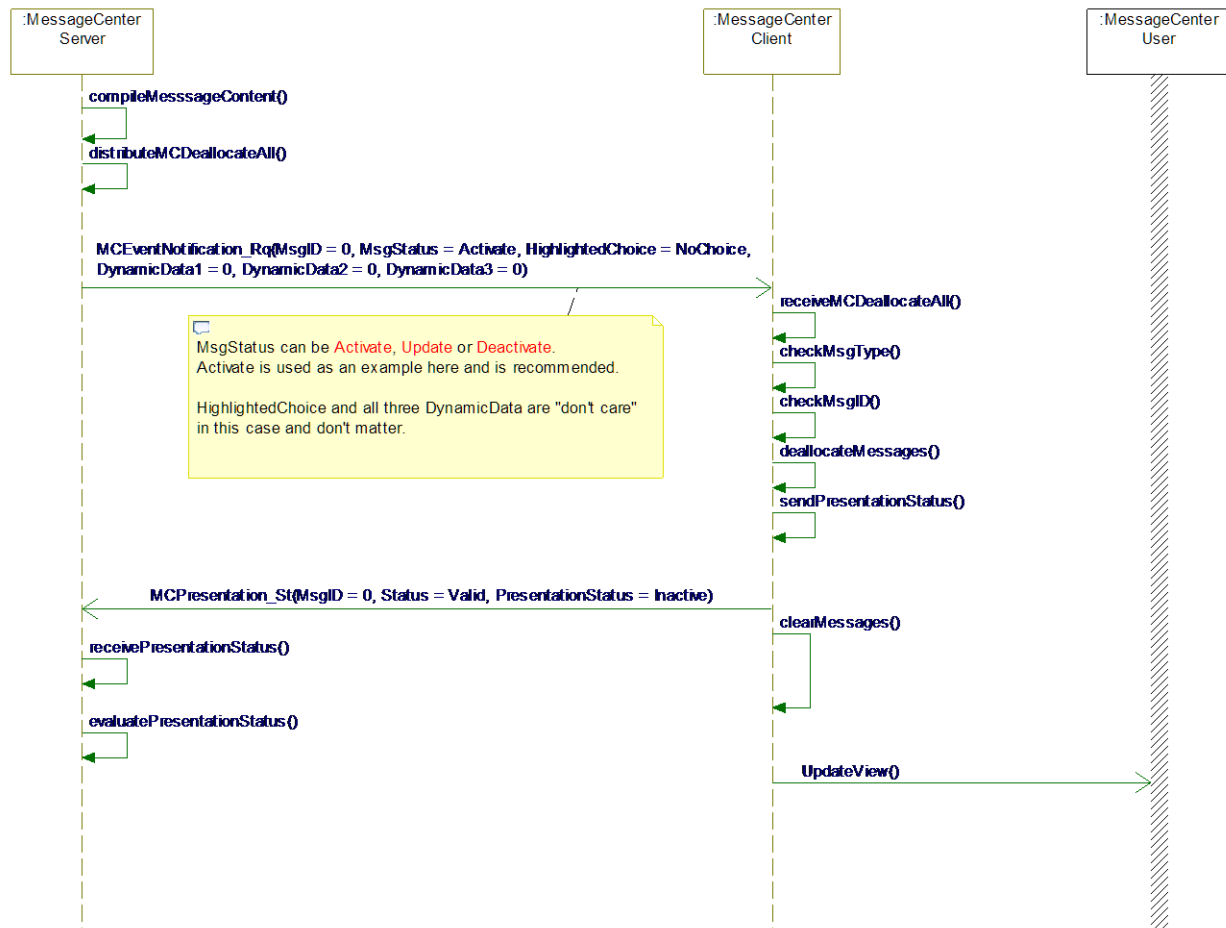 :MessageCenter
Server
:MessageCenter
Client
:MessageCenter
User
compileMesssageContent()
distributeMCDeallocateAll()
MCEventNotification_Rq(MsgID = 0, MsgStatus = Activate, HighlightedChoice = NoChoice,
DynamicData1 = 0, DynamicData2 = 0, DynamicData3 = 0)
receiveMCDeallocateAll()
MsgStatus can be Activate, Update or Deactivate.
Activate is used as an example here and is recommended.
HighlightedChoice and all three DynamicData are "don't care"
in this case and don't matter.
checkMsgType()
checkMsgID()
deallocateMessages()
sendPresentationStatus()
MCPresentation_St(MsgID = 0, Status = Valid, PresentationStatus = Inactive)
clearMessages()
receivePresentationStatus()
evaluatePresentationStatus()
UpdateView()